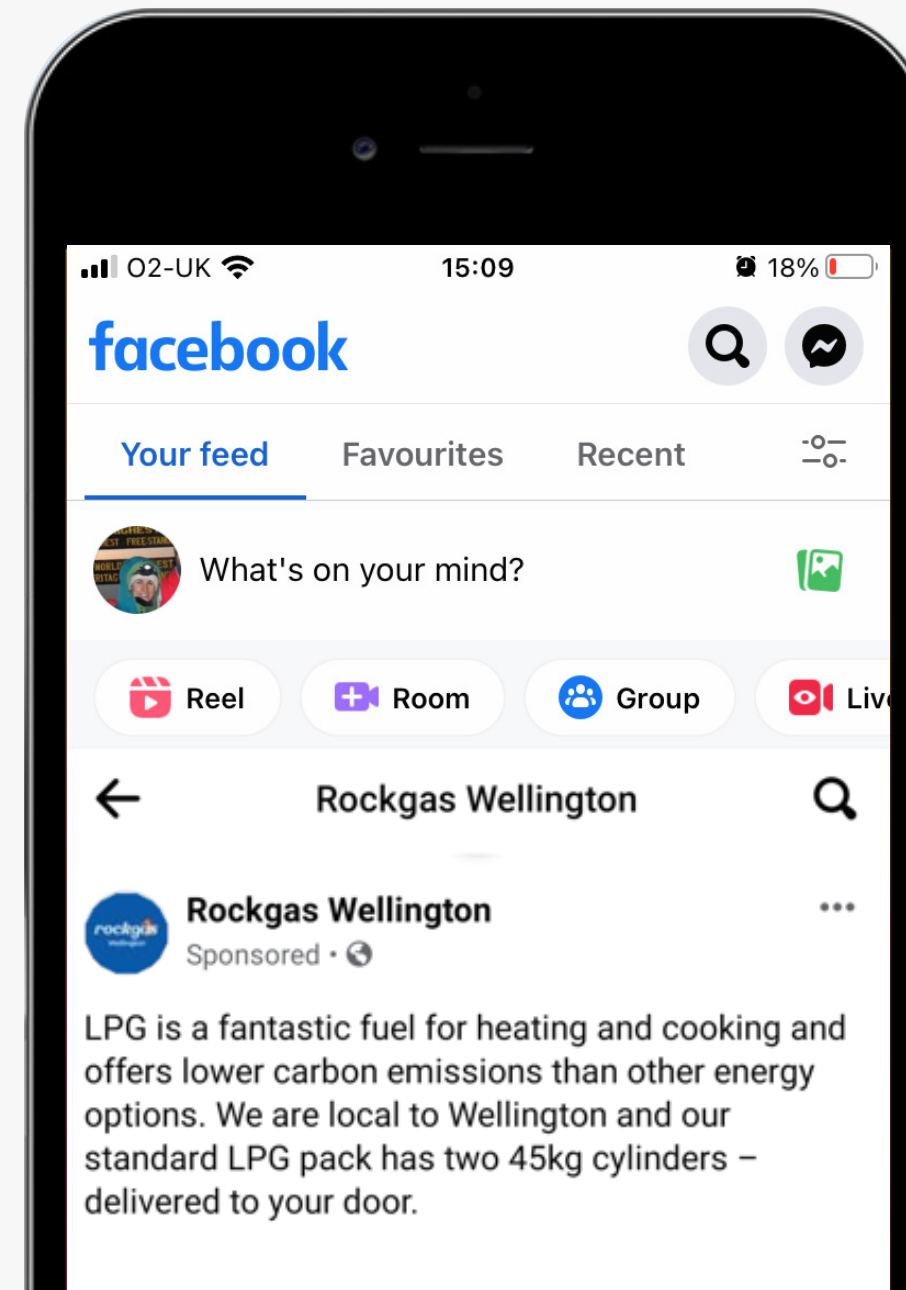 O2-UK 15:09 18%
facebook
Your feed Favourites Recent
What's on your mind?
Reel Room Group Live
Rockgas Wellington
Rockgas Wellington
rockgas
Sponsored •
LPG is a fantastic fuel for heating and cooking and
offers lower carbon emissions than other energy
options. We are local to Wellington and our
standard LPG pack has two 45kg cylinders –
delivered to your door.